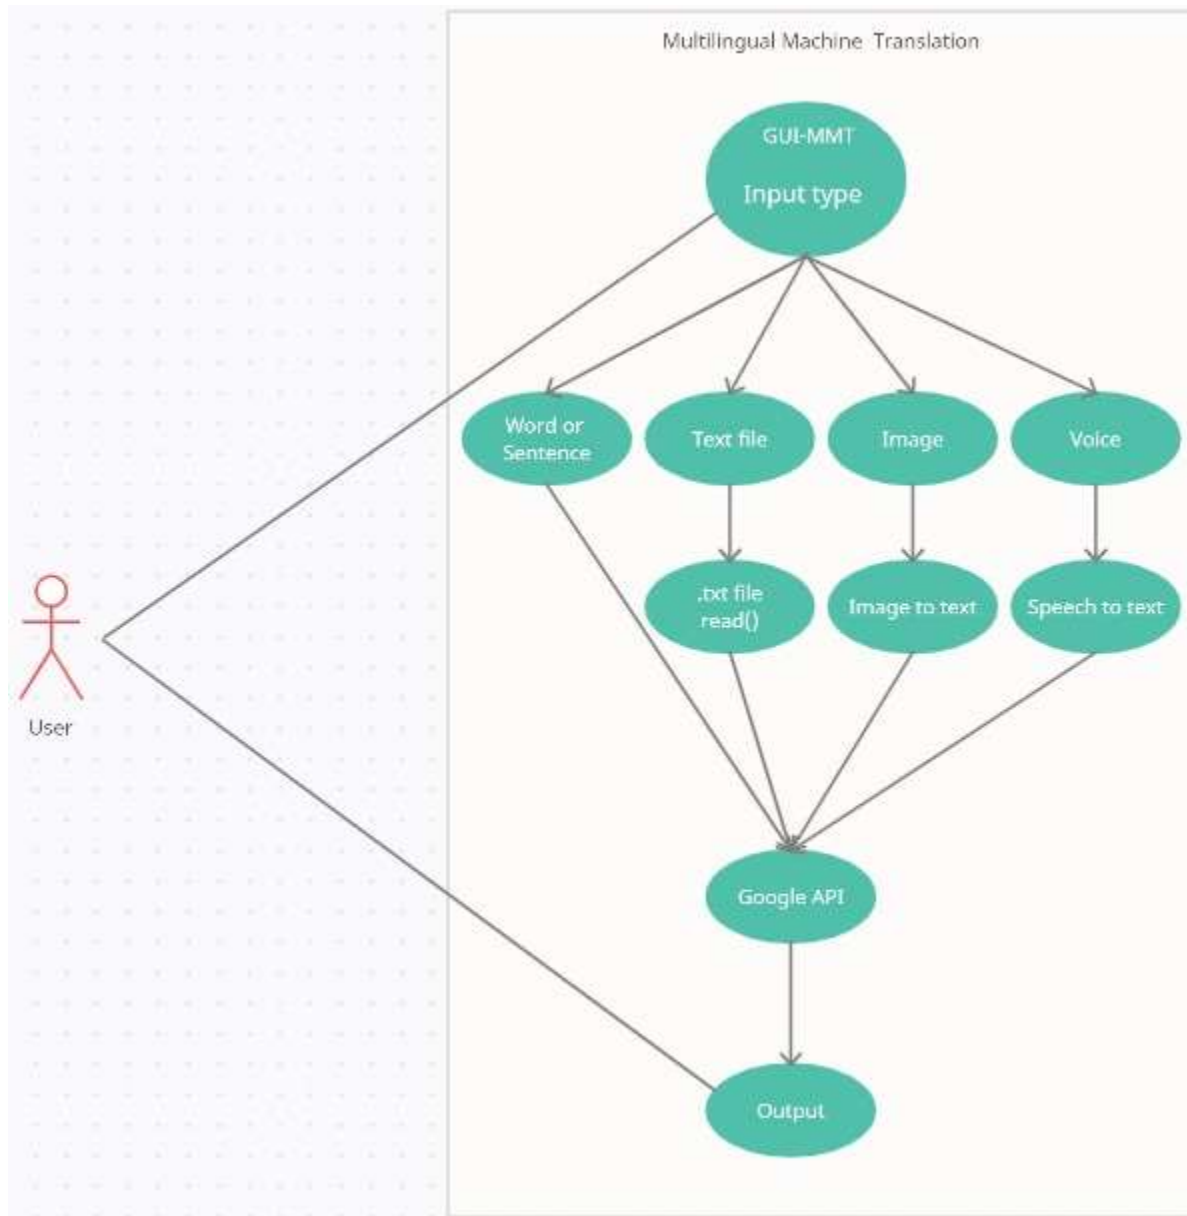 Multilingual Machine Translation
GUI-MMT
Input type
Word or
Sentence
Text file
Image
Voice
.txt file
read()
Image to text
Speech to text
User
Google API
Output